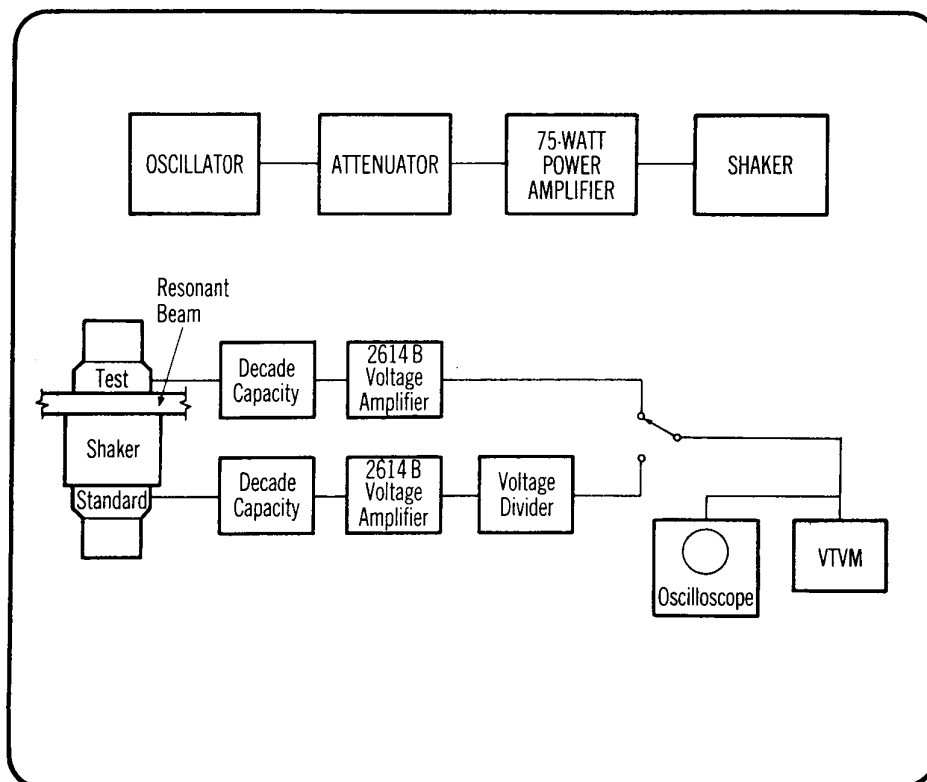 OSCILLATOR
ATTENUATOR
75-WATT
POWER
AMPLIFIER
SHAKER
Resonant
Beam
Test
Decade
Capacity
2614 B
Voltage
Amplifier
Shaker
Standard
Decade
Capacity
2614 B
Voltage
Amplifier
Voltage
Divider
Oscilloscope
VTVM